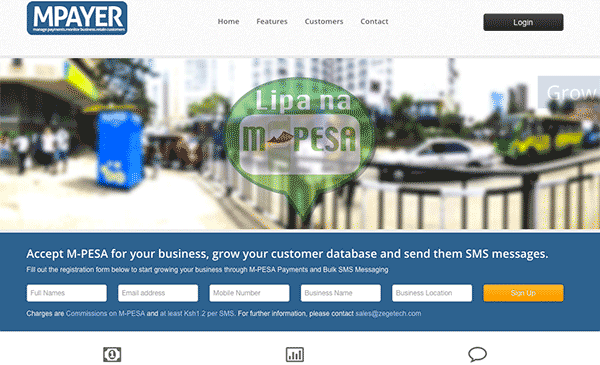 MPAYER
manage payments.monitor business.retain customers
Home Features Customers Contact
Login
Grow
Lipa na
M-PESA
Accept M-PESA for your business, grow your customer database and send them SMS messages.
Fill out the registration form below to start growing your business through M-PESA Payments and Bulk SMS Messaging
Full Names Email address Mobile Number Business Name Business Location Sign Up
Charges are Commissions on M-PESA and at least Ksh1.2 per SMS. For further information, please contact sales@zegetech.com